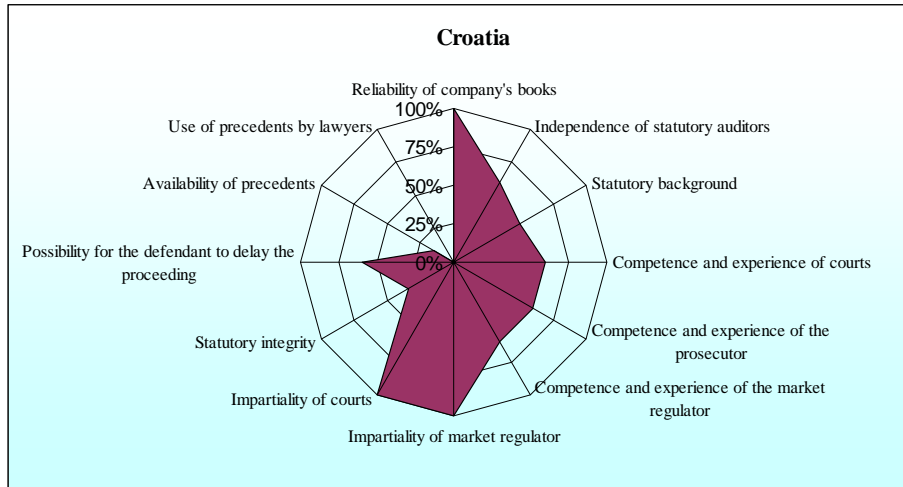 Croatia
Reliability of company's books
100%
Use of precedents by lawyers
Independence of statutory auditors
75%
Availability of precedents
Statutory background
50%
25%
Possibility for the defendant to delay the
proceeding
0%
Competence and experience of courts
Statutory integrity
Competence and experience of the
prosecutor
Impartiality of courts
Competence and experience of the market
regulator
Impartiality of market regulator